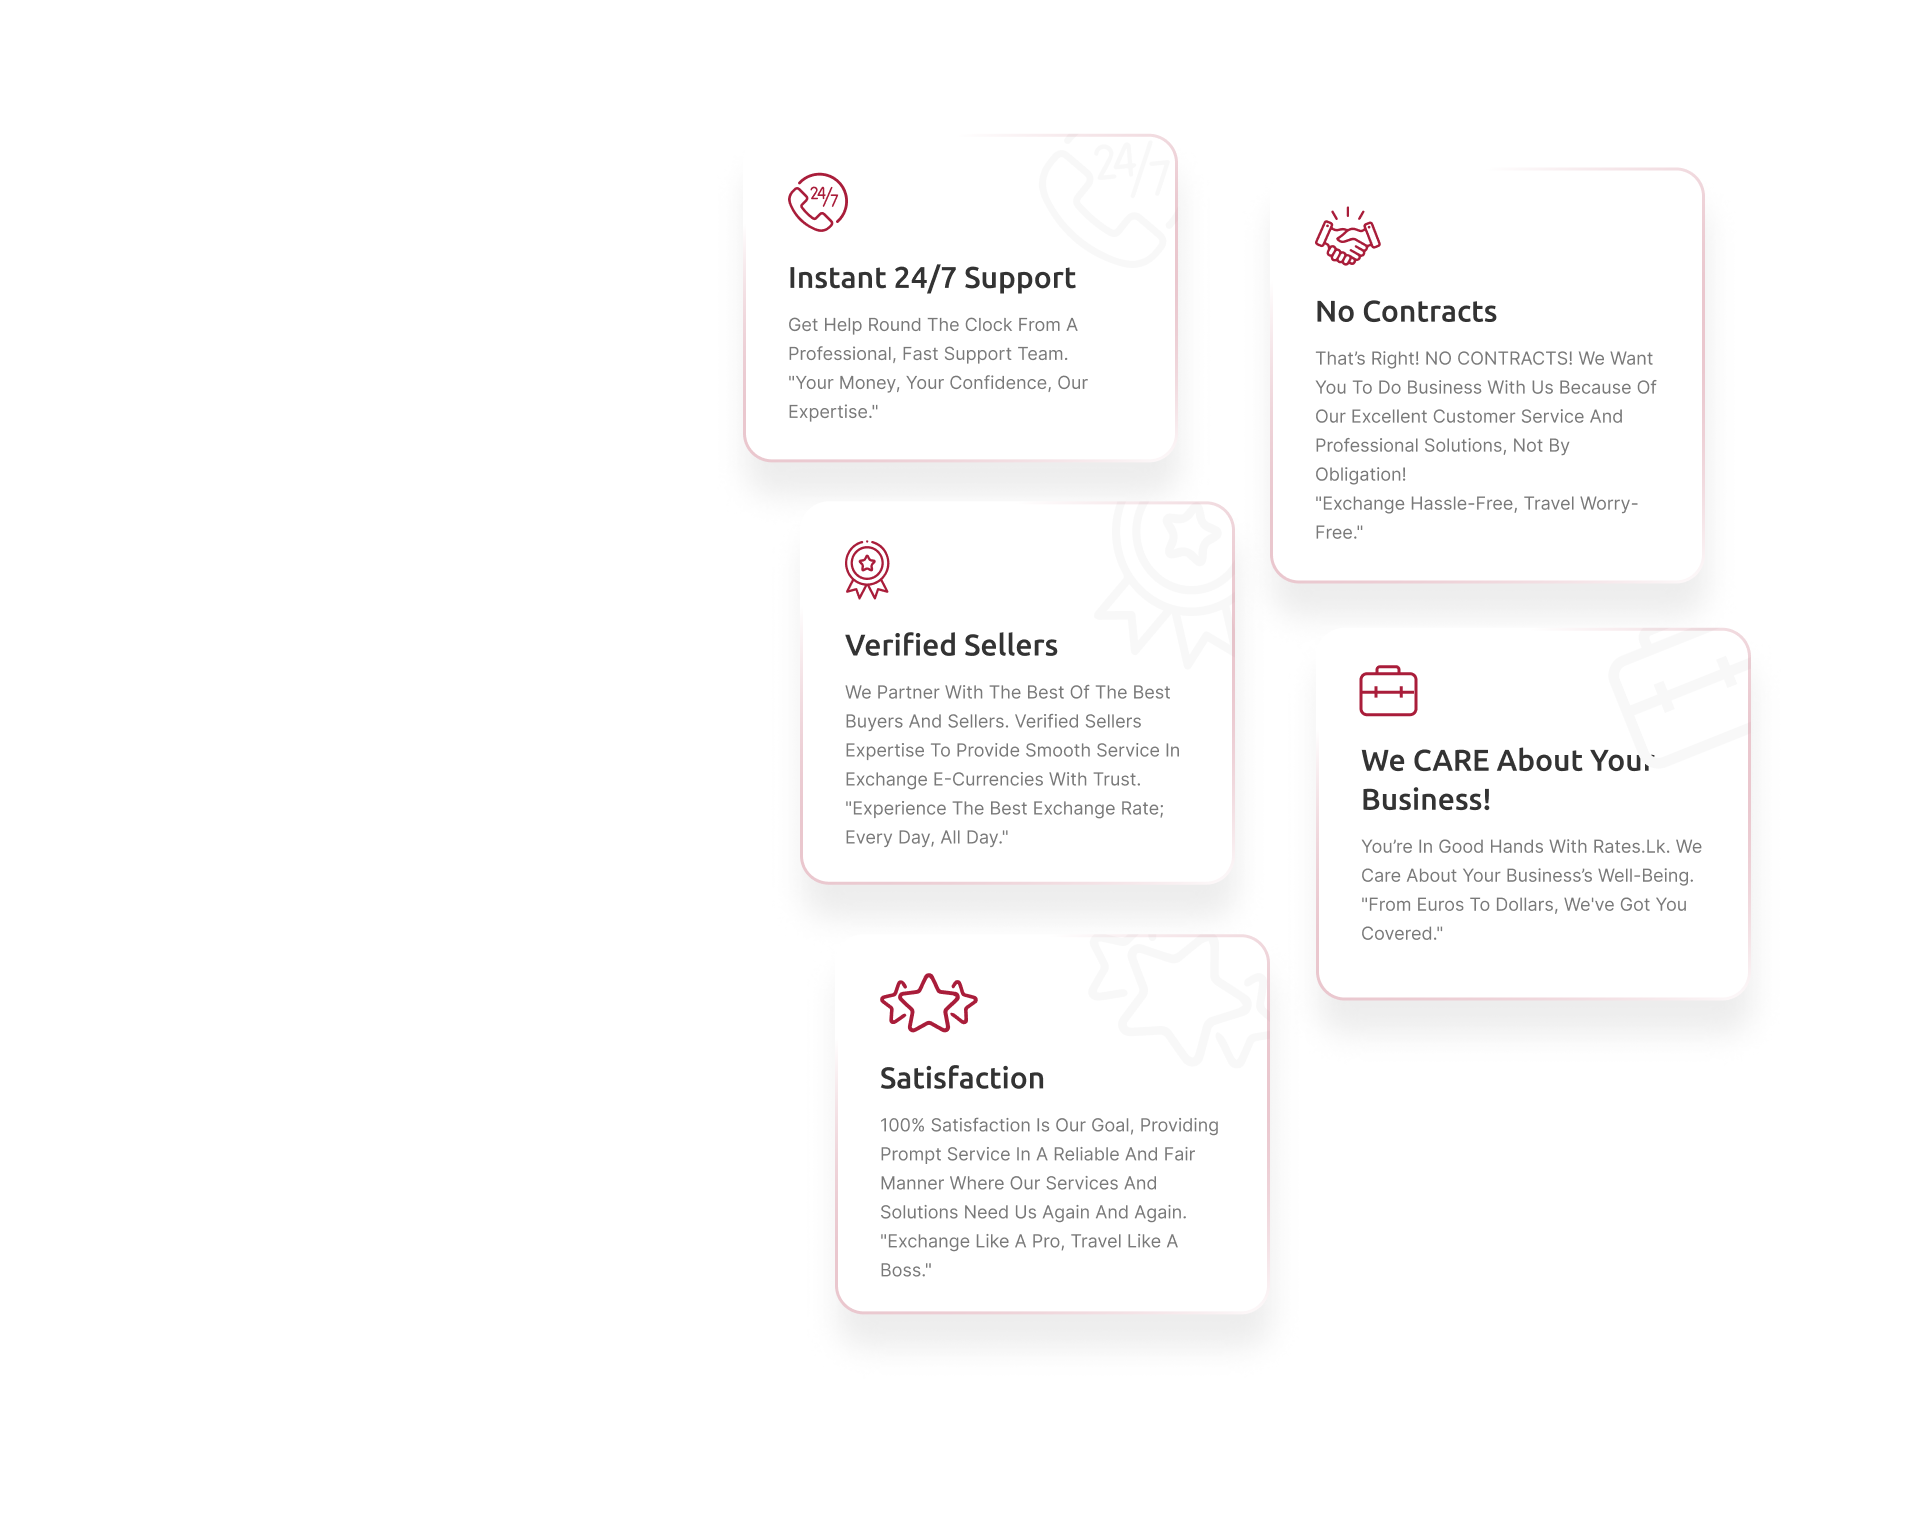 24/7
24/7
Instant 24/7 Support
Get Help Round The Clock From A
Professional, Fast Support Team.
"Your Money, Your Confidence, Our
Expertise."
No Contracts
That’s Right! NO CONTRACTS! We Want
You To Do Business With Us Because Of
Our Excellent Customer Service And
Professional Solutions, Not By
Obligation!
"Exchange Hassle-Free, Travel Worry-
Free."
Verified Sellers
We Partner With The Best Of The Best
Buyers And Sellers. Verified Sellers
Expertise To Provide Smooth Service In
Exchange E-Currencies With Trust.
"Experience The Best Exchange Rate;
Every Day, All Day."
We CARE About Your
Business!
You’re In Good Hands With Rates.Lk. We
Care About Your Business’s Well-Being.
"From Euros To Dollars, We've Got You
Covered."
Satisfaction
100% Satisfaction Is Our Goal, Providing
Prompt Service In A Reliable And Fair
Manner Where Our Services And
Solutions Need Us Again And Again.
"Exchange Like A Pro, Travel Like A
Boss."